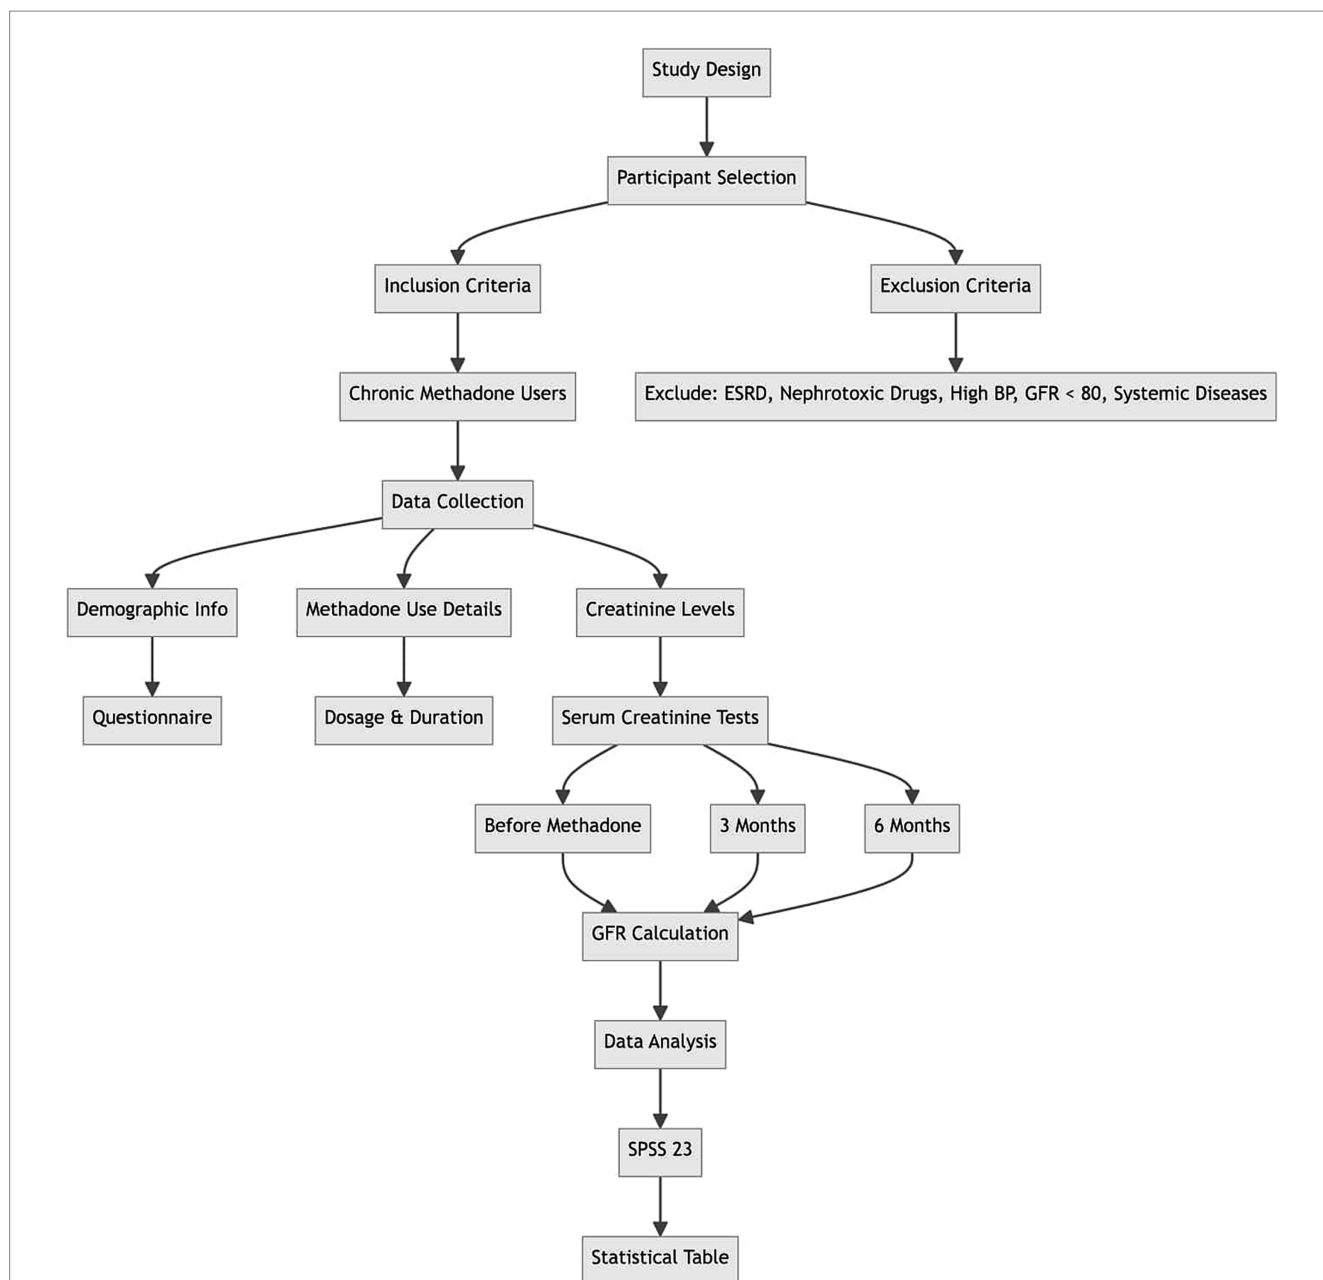 Study Design
Participant Selection
Inclusion Criteria
Exclusion Criteria
Chronic Methadone Users
Exclude: ESRD, Nephrotoxic Drugs, High BP, GFR < 80, Systemic Diseases
Data Collection
Demographic Info
Methadone Use Details
Creatinine Levels
Questionnaire
Dosage & Duration
Serum Creatinine Tests
Before Methadone
3 Months
6 Months
GFR Calculation
Data Analysis
SPSS 23
Statistical Table